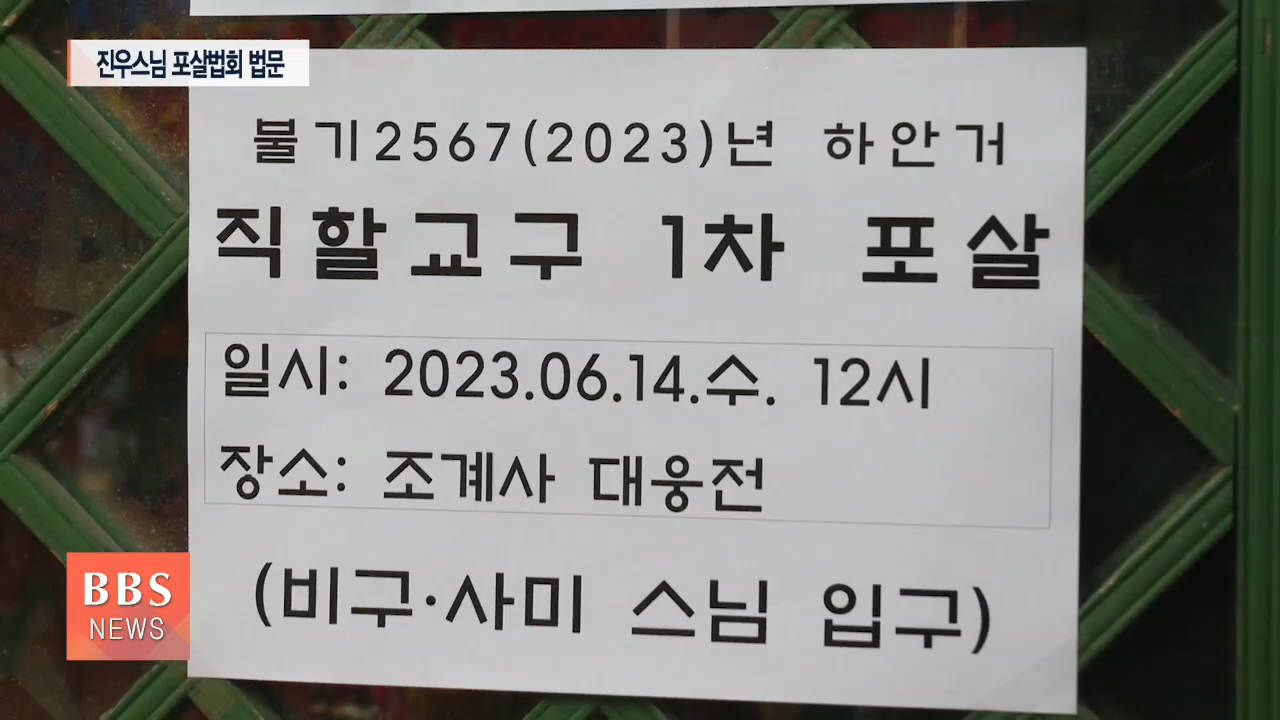 진우스님 포살법회 법문
불기2567(2023)년 하안거
직할교구 1차 포살
일시: 2023.06.14.수. 12시
장소: 조계사 대웅전
(비구·사미 스님 입구)
BBS
NEWS